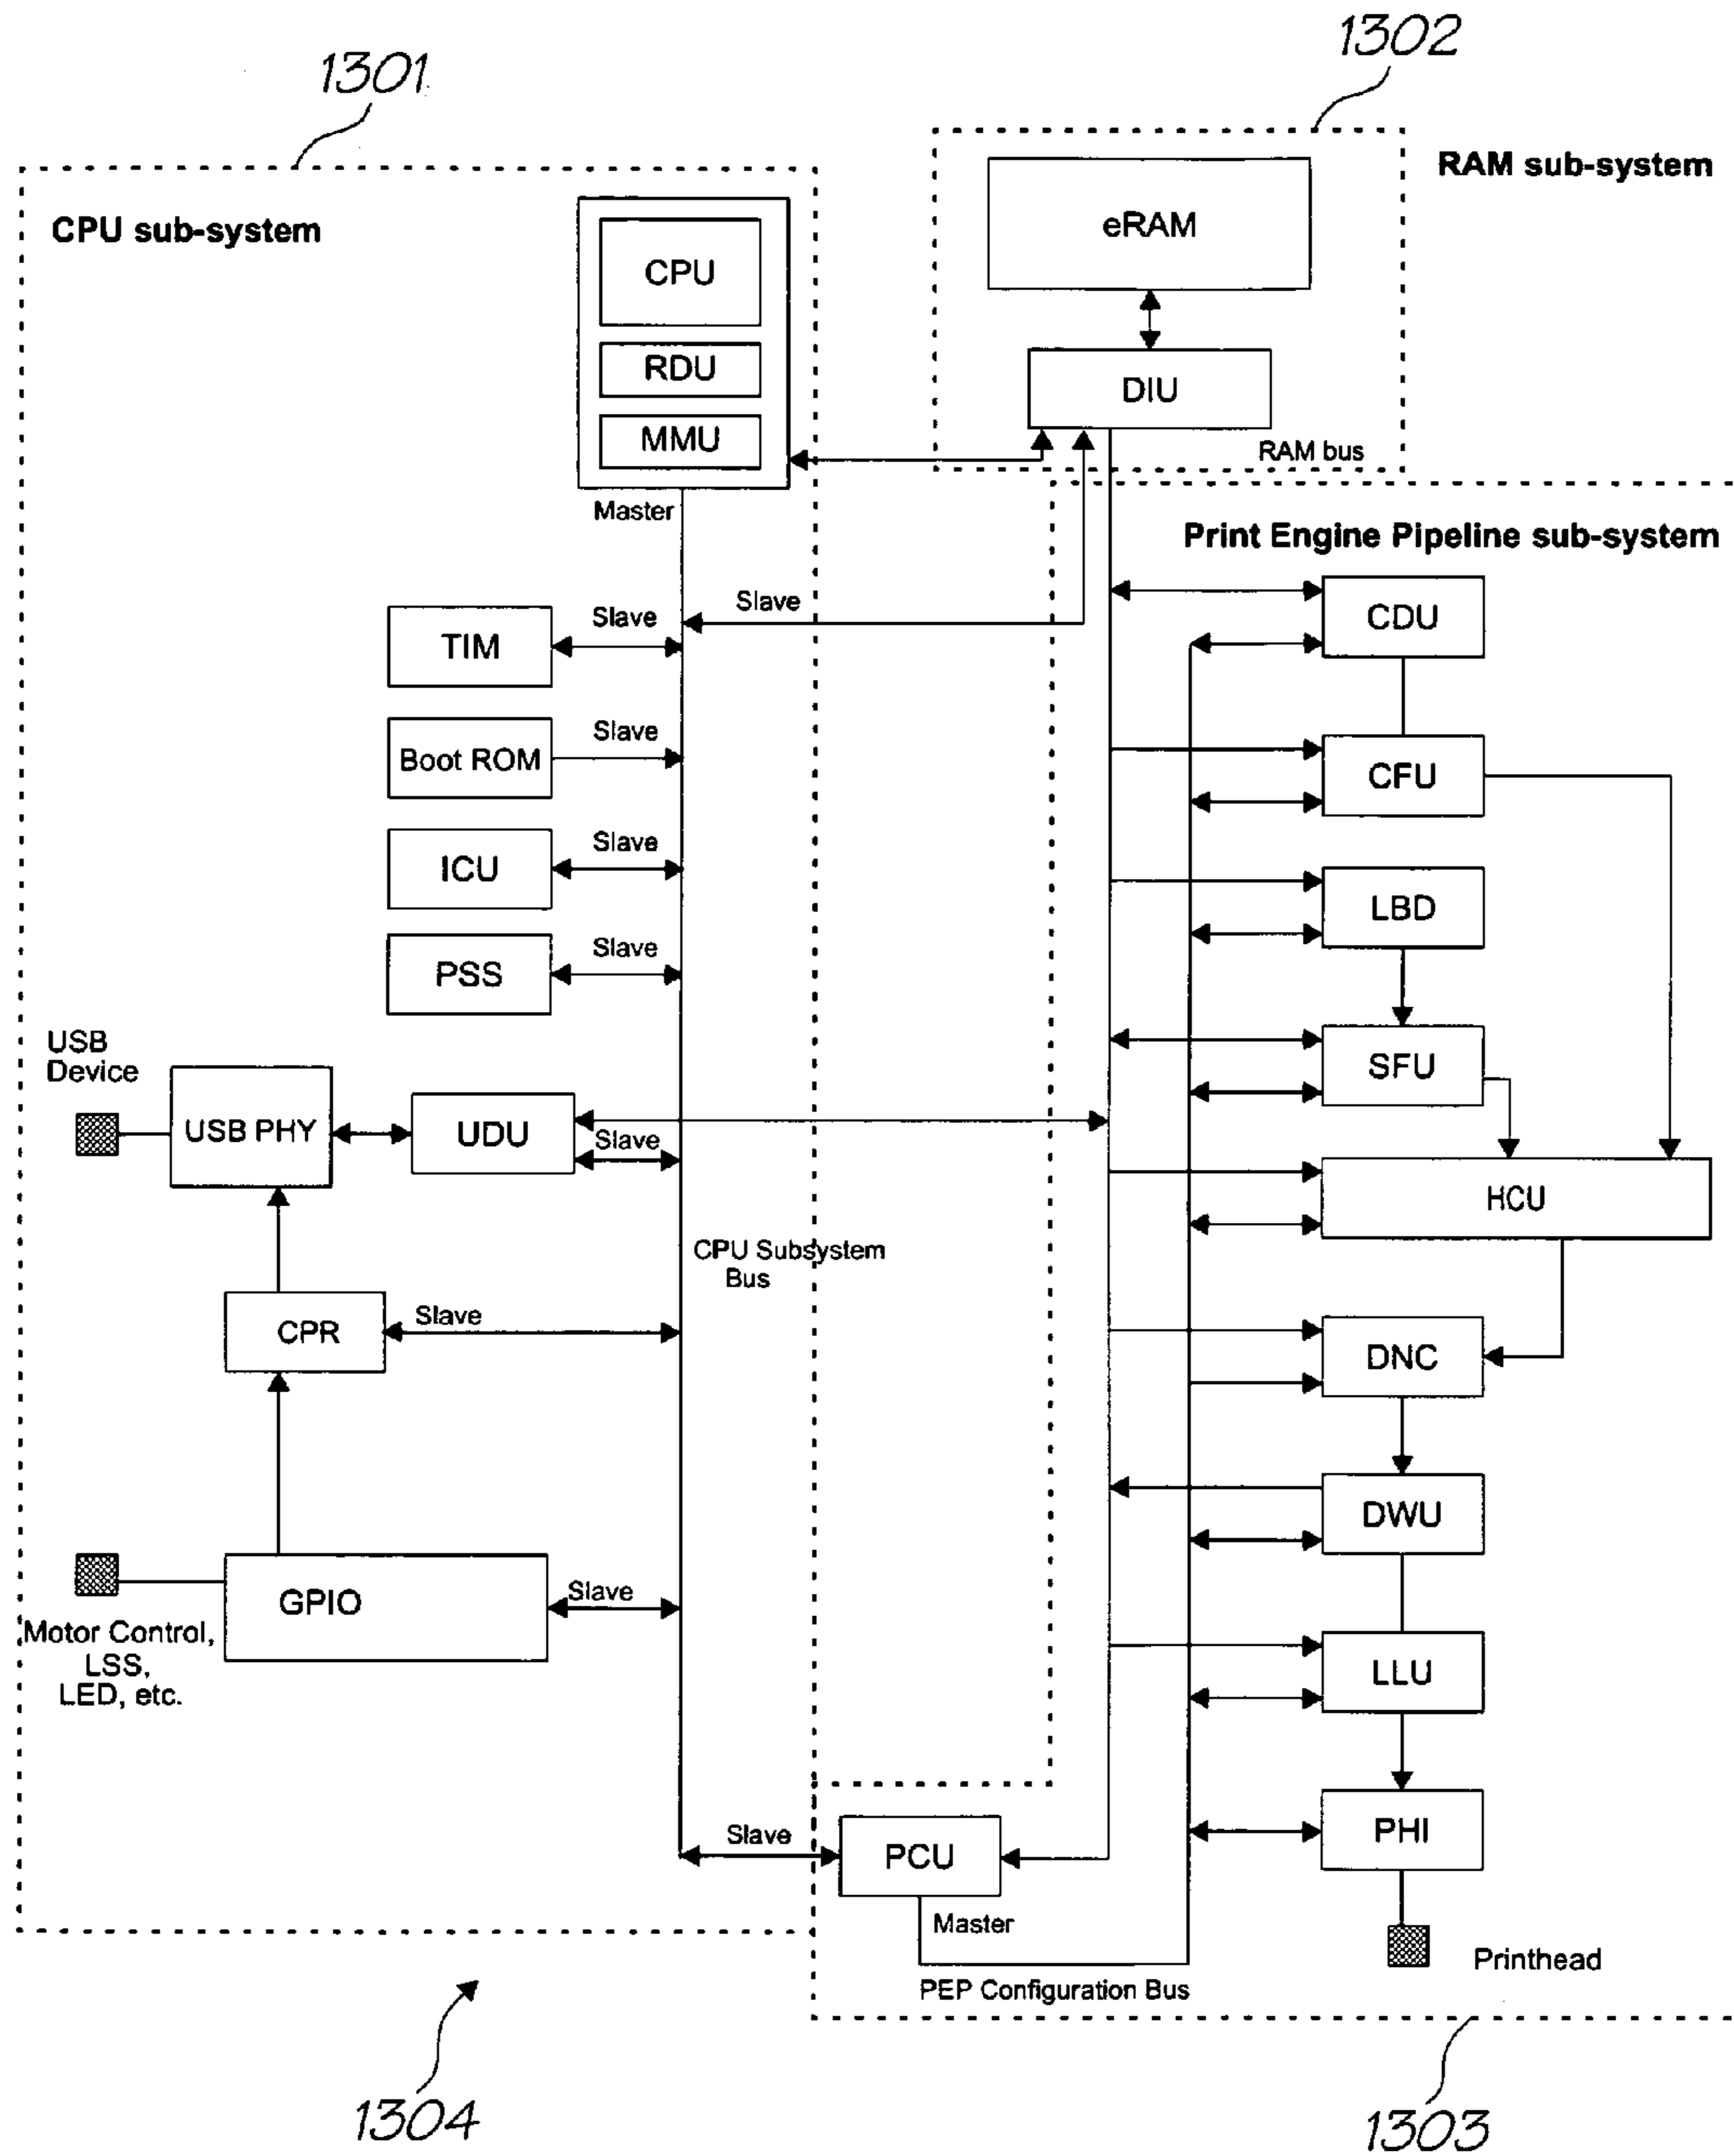 1301
1302
CPU sub-system
RAM sub-system
CPU
RDU
MMU
Master
eRAM
DIU
RAM bus
Print Engine Pipeline sub-system
Slave
TIM
Slave
Boot ROM
Slave
ICU
Slave
PSS
Slave
USB
Device
USB PHY
UDU
Slave
CPU Subsystem
Bus
CPR
Slave
GPIO
Slave
Motor Control,
LSS,
LED, etc.
CDU
CFU
LBD
SFU
HCU
DNC
DWU
LLU
PHI
Slave
PCU
Master
PEP Configuration Bus
Printhead
1304
1303